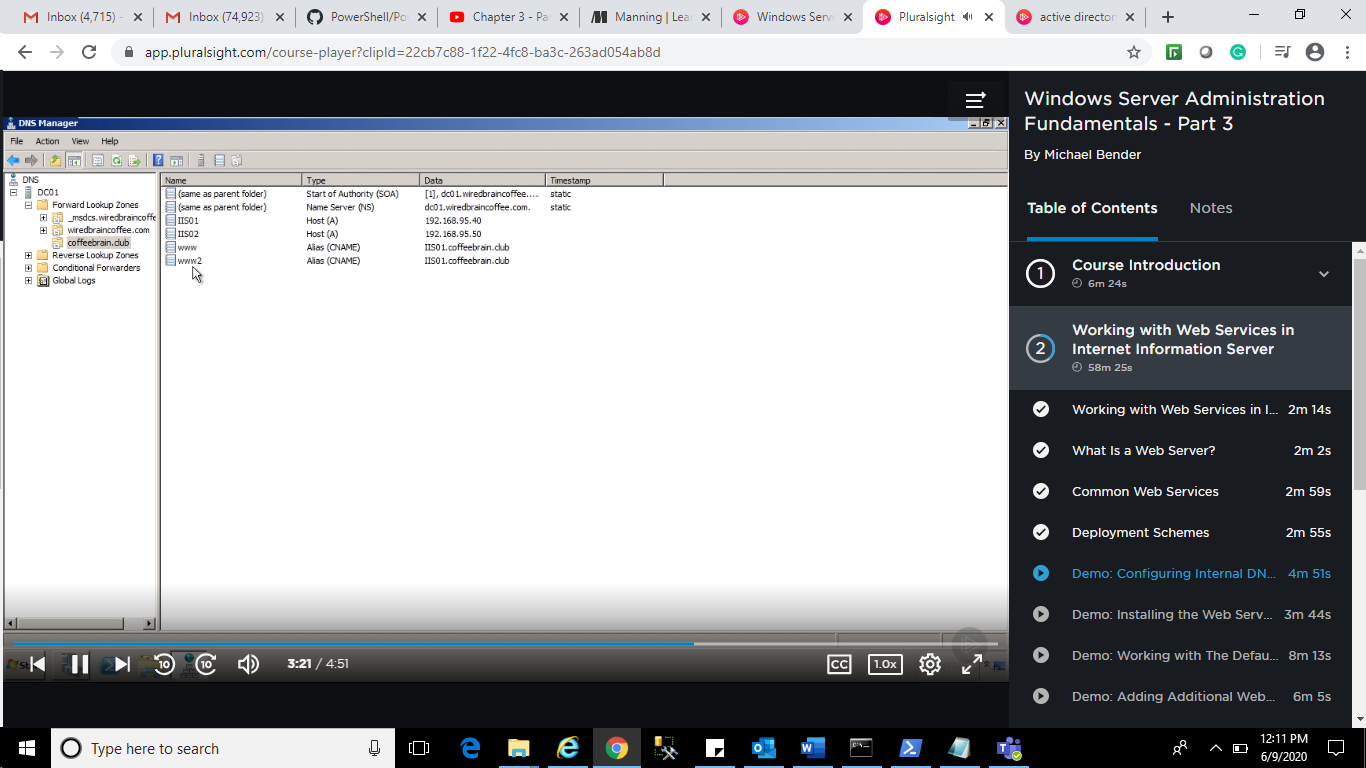 Inbox (4,715) -
Inbox (74,923)
PowerShell/Po
Chapter 3 - Pa
Manning | Lea
Windows Serv
Pluralsight
active director
app.pluralsight.com/course-player?clipId=22cb7c88-1f22-4fc8-ba3c-263ad054ab8d
DNS Manager
File Action View Help
DNS
DC01
Forward Lookup Zones
_msdcs.wiredbraincoffe
wiredbraincoffee.com
coffeebrain.club
Reverse Lookup Zones
Conditional Forwarders
Global Logs
Name Type Data Timestamp
(same as parent folder) Start of Authority (SOA) [1], dc01.wiredbraincoffee.... static
(same as parent folder) Name Server (NS) dc01.wiredbraincoffee.com. static
IIS01 Host (A) 192.168.95.40
IIS02 Host (A) 192.168.95.50
www Alias (CNAME) IIS01.coffeebrain.club
www2 Alias (CNAME) IIS01.coffeebrain.club
10 10 3:21 / 4:51 CC 1.0x
Windows Server Administration
Fundamentals - Part 3
By Michael Bender
Table of Contents Notes
1 Course Introduction
6m 24s
2 Working with Web Services in
Internet Information Server
58m 25s
Working with Web Services in I... 2m 14s
What Is a Web Server? 2m 2s
Common Web Services 2m 59s
Deployment Schemes 2m 55s
Demo: Configuring Internal DN... 4m 51s
Demo: Installing the Web Serv... 3m 44s
Demo: Working with The Defau... 8m 13s
Demo: Adding Additional Web... 6m 5s
Type here to search
12:11 PM
6/9/2020